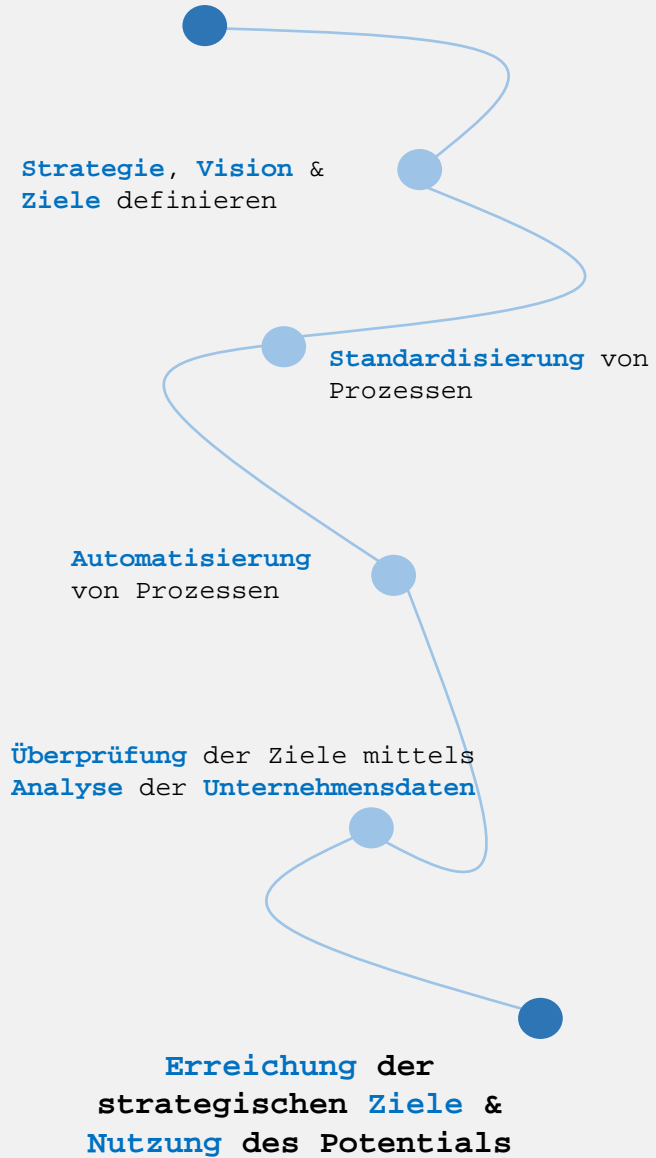 Strategie, Vision &
Ziele definieren
Standardisierung von
Prozessen
Automatisierung
von Prozessen
Überprüfung der Ziele mittels
Analyse der Unternehmensdaten
Erreichung der
strategischen Ziele &
Nutzung des Potentials